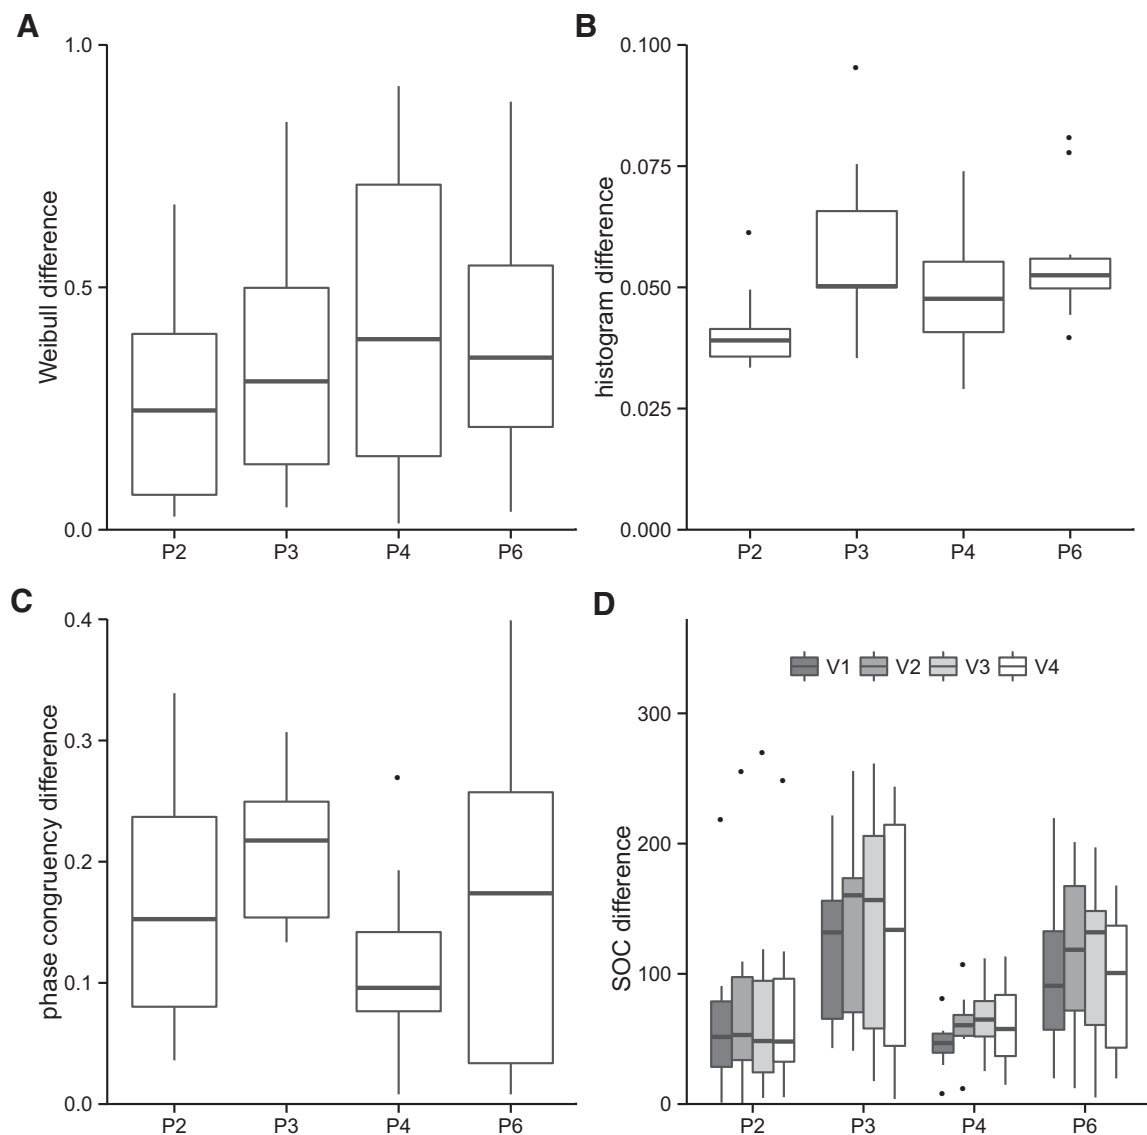 A
Weibull difference
1.0
0.5
0.0
P2 P3 P4 P6
B
histogram difference
0.100
0.075
0.050
0.025
0.000
P2 P3 P4 P6
C
phase congruency difference
0.4
0.3
0.2
0.1
0.0
P2 P3 P4 P6
D
SOC difference
V1 V2 V3 V4
300
200
100
0
P2 P3 P4 P6